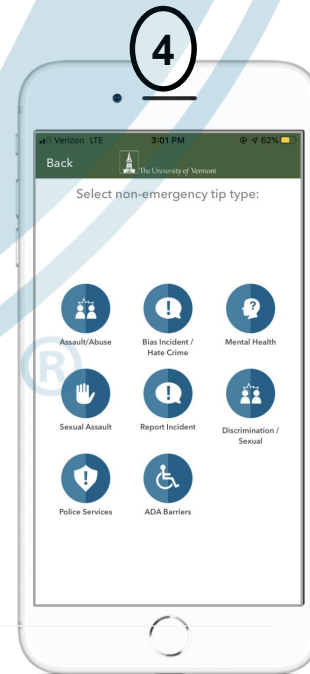 4
Verizon LTE 3:01 PM 62%
Back
The University of Vermont
Select non-emergency tip type:
Assault/Abuse
Bias Incident /
Hate Crime
Mental Health
Sexual Assault
Report Incident
Discrimination /
Sexual
Police Services
ADA Barriers
®